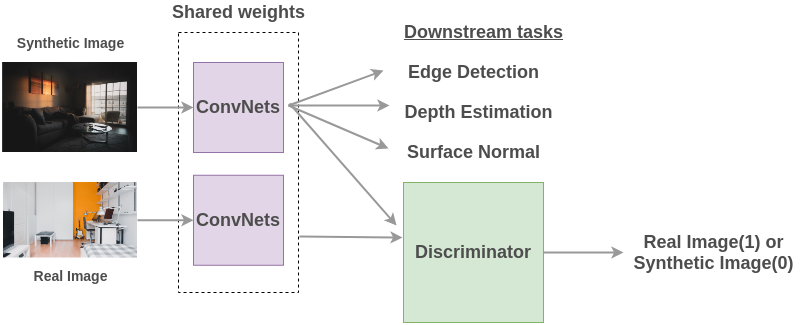 Shared weights
Synthetic Image
ConvNets
ConvNets
Real Image
Downstream tasks
Edge Detection
Depth Estimation
Surface Normal
Discriminator
Real Image(1) or
Synthetic Image(0)